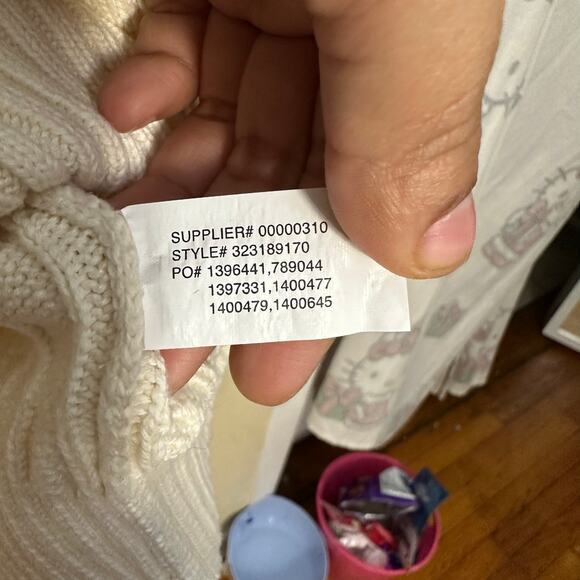 SUPPLIER# 00000310
STYLE# 323189170
PO# 1396441,789044
1397331,1400477
1400479,1400645